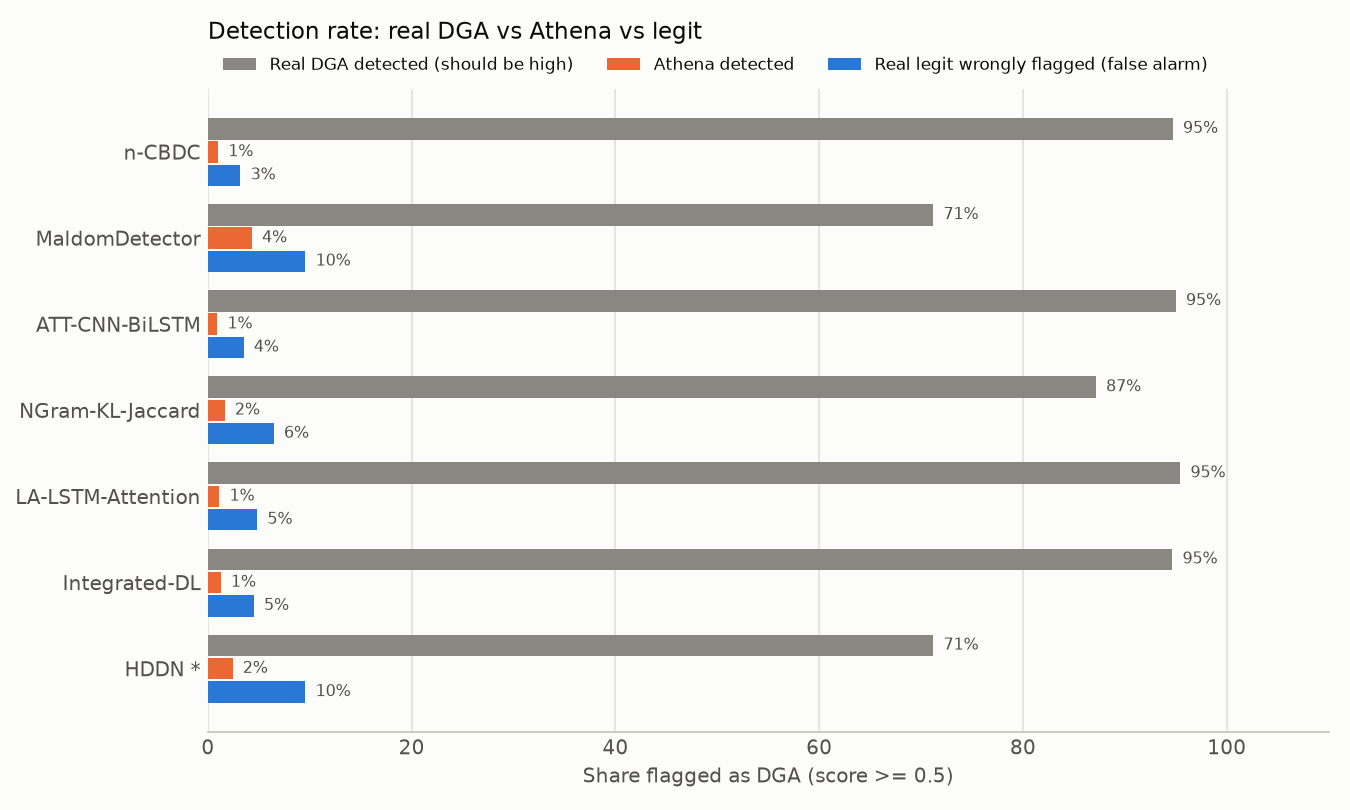 Detection rate: real DGA vs Athena vs legit
Real DGA detected (should be high) Athena detected Real legit wrongly flagged (false alarm)
95%
n-CBDC 1%
3%
71%
MaldomDetector 4%
10%
95%
ATT-CNN-BiLSTM 1%
4%
87%
NGram-KL-Jaccard 2%
6%
95%
LA-LSTM-Attention 1%
5%
95%
Integrated-DL 1%
5%
71%
HDDN * 2%
10%
0 20 40 60 80 100
Share flagged as DGA (score >= 0.5)